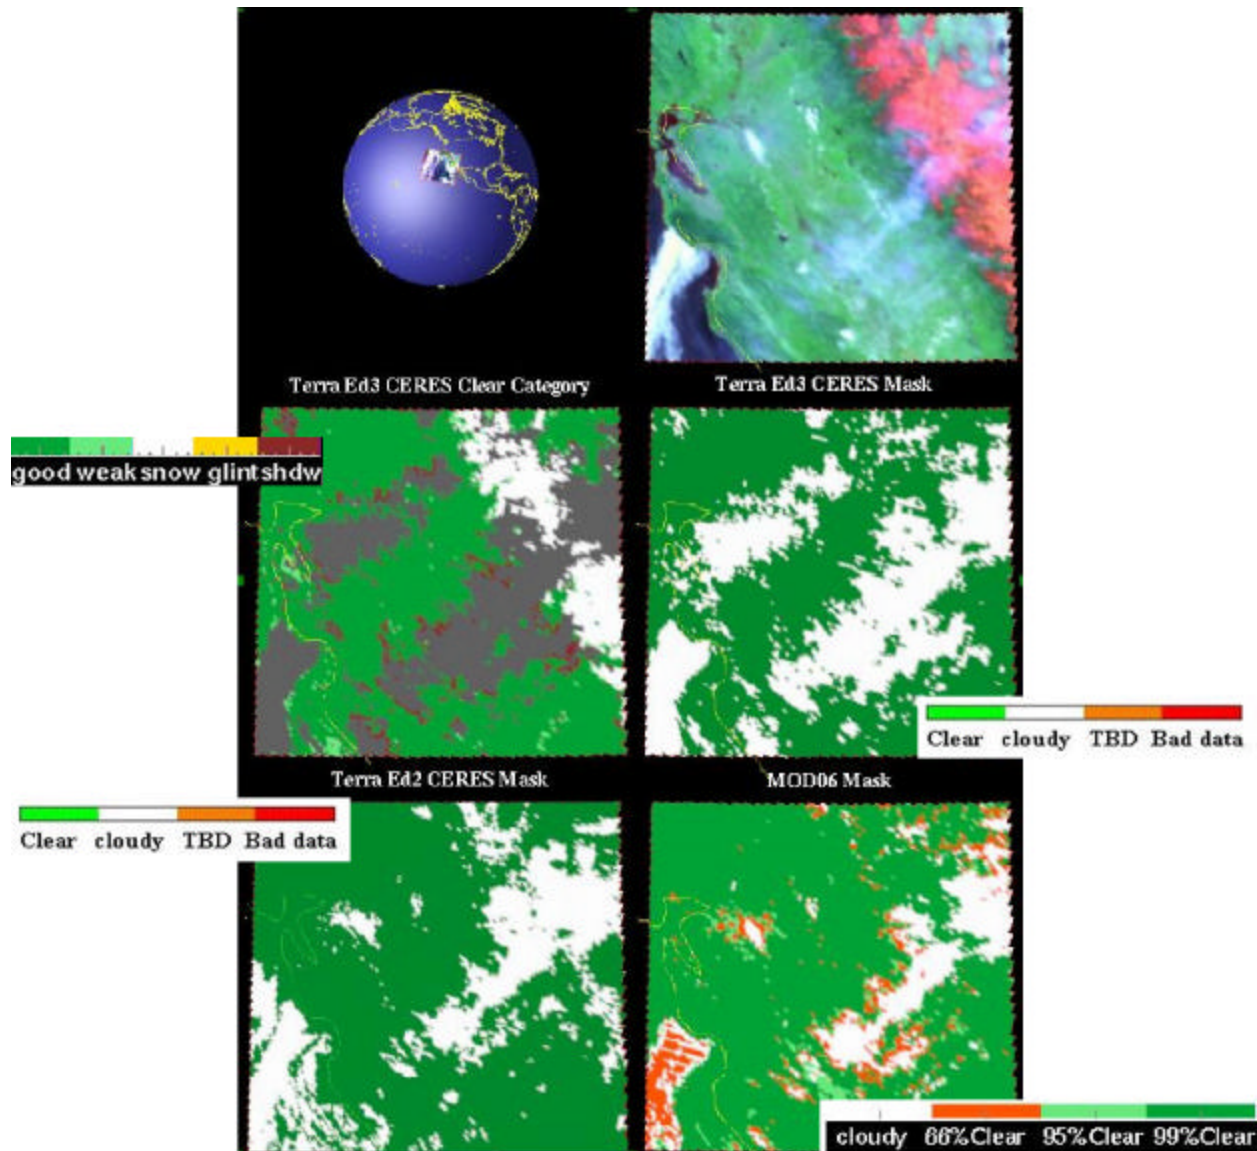 Terra Ed3 CERES Clear Category
Terra Ed3 CERES Mask
good weak snow glint shdw
Clear cloudy TBD Bad data
Terra Ed2 CERES Mask
MOD06 Mask
Clear cloudy TBD Bad data
cloudy 66%Clear 95%Clear 99%Clear